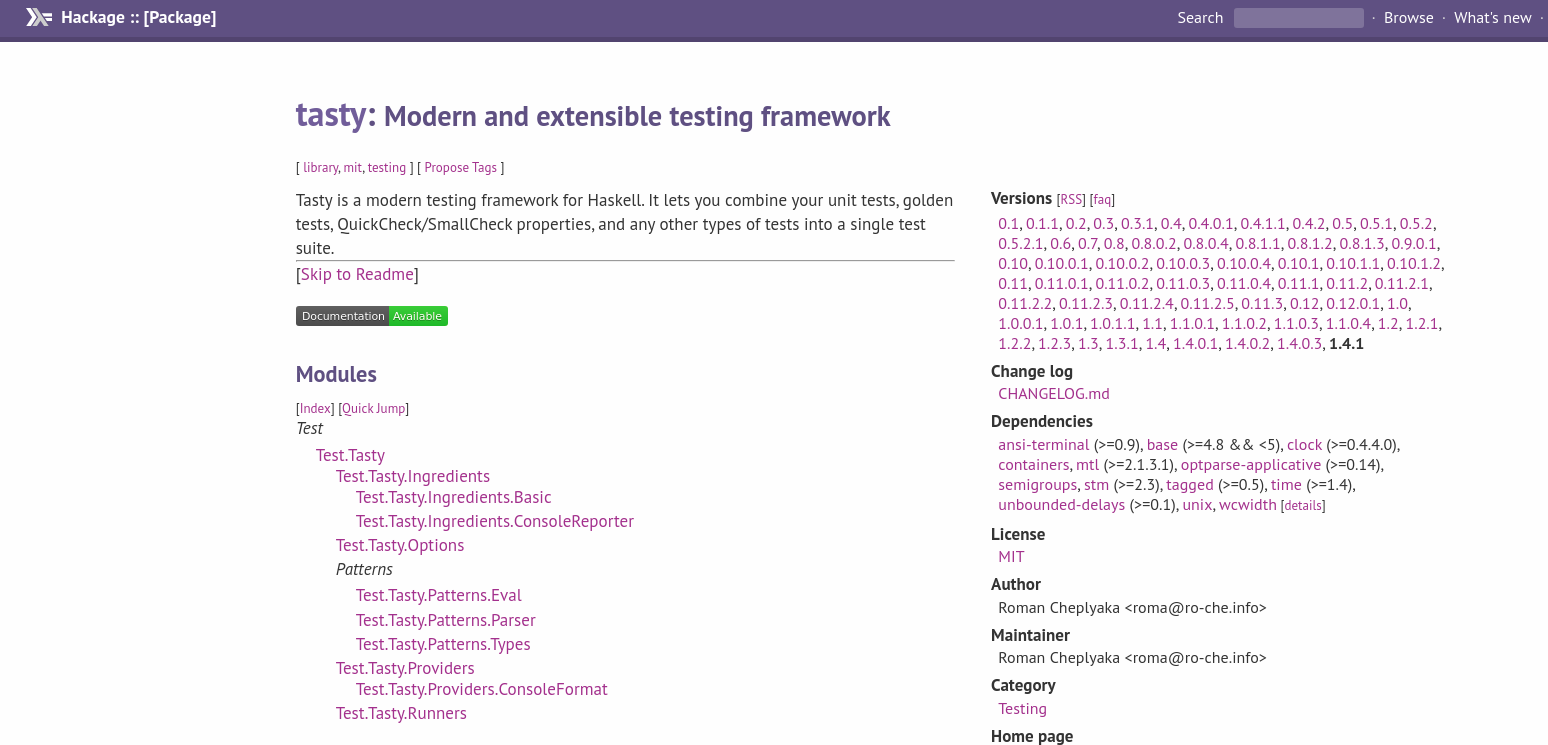 Hackage :: [Package]
Search · Browse · What's new ·
tasty: Modern and extensible testing framework
[ library, mit, testing ] [ Propose Tags ]
Tasty is a modern testing framework for Haskell. It lets you combine your unit tests, golden
tests, QuickCheck/SmallCheck properties, and any other types of tests into a single test
suite.
[Skip to Readme]
Documentation Available
Modules
[Index] [Quick Jump]
Test
Test.Tasty
Test.Tasty.Ingredients
Test.Tasty.Ingredients.Basic
Test.Tasty.Ingredients.ConsoleReporter
Test.Tasty.Options
Patterns
Test.Tasty.Patterns.Eval
Test.Tasty.Patterns.Parser
Test.Tasty.Patterns.Types
Test.Tasty.Providers
Test.Tasty.Providers.ConsoleFormat
Test.Tasty.Runners
Versions [RSS] [faq]
0.1, 0.1.1, 0.2, 0.3, 0.3.1, 0.4, 0.4.0.1, 0.4.1.1, 0.4.2, 0.5, 0.5.1, 0.5.2,
0.5.2.1, 0.6, 0.7, 0.8, 0.8.0.2, 0.8.0.4, 0.8.1.1, 0.8.1.2, 0.8.1.3, 0.9.0.1,
0.10, 0.10.0.1, 0.10.0.2, 0.10.0.3, 0.10.0.4, 0.10.1, 0.10.1.1, 0.10.1.2,
0.11, 0.11.0.1, 0.11.0.2, 0.11.0.3, 0.11.0.4, 0.11.1, 0.11.2, 0.11.2.1,
0.11.2.2, 0.11.2.3, 0.11.2.4, 0.11.2.5, 0.11.3, 0.12, 0.12.0.1, 1.0,
1.0.0.1, 1.0.1, 1.0.1.1, 1.1, 1.1.0.1, 1.1.0.2, 1.1.0.3, 1.1.0.4, 1.2, 1.2.1,
1.2.2, 1.2.3, 1.3, 1.3.1, 1.4, 1.4.0.1, 1.4.0.2, 1.4.0.3, 1.4.1
Change log
CHANGELOG.md
Dependencies
ansi-terminal (>=0.9), base (>=4.8 && <5), clock (>=0.4.4.0),
containers, mtl (>=2.1.3.1), optparse-applicative (>=0.14),
semigroups, stm (>=2.3), tagged (>=0.5), time (>=1.4),
unbounded-delays (>=0.1), unix, wcwidth [details]
License
MIT
Author
Roman Cheplyaka <roma@ro-che.info>
Maintainer
Roman Cheplyaka <roma@ro-che.info>
Category
Testing
Home page